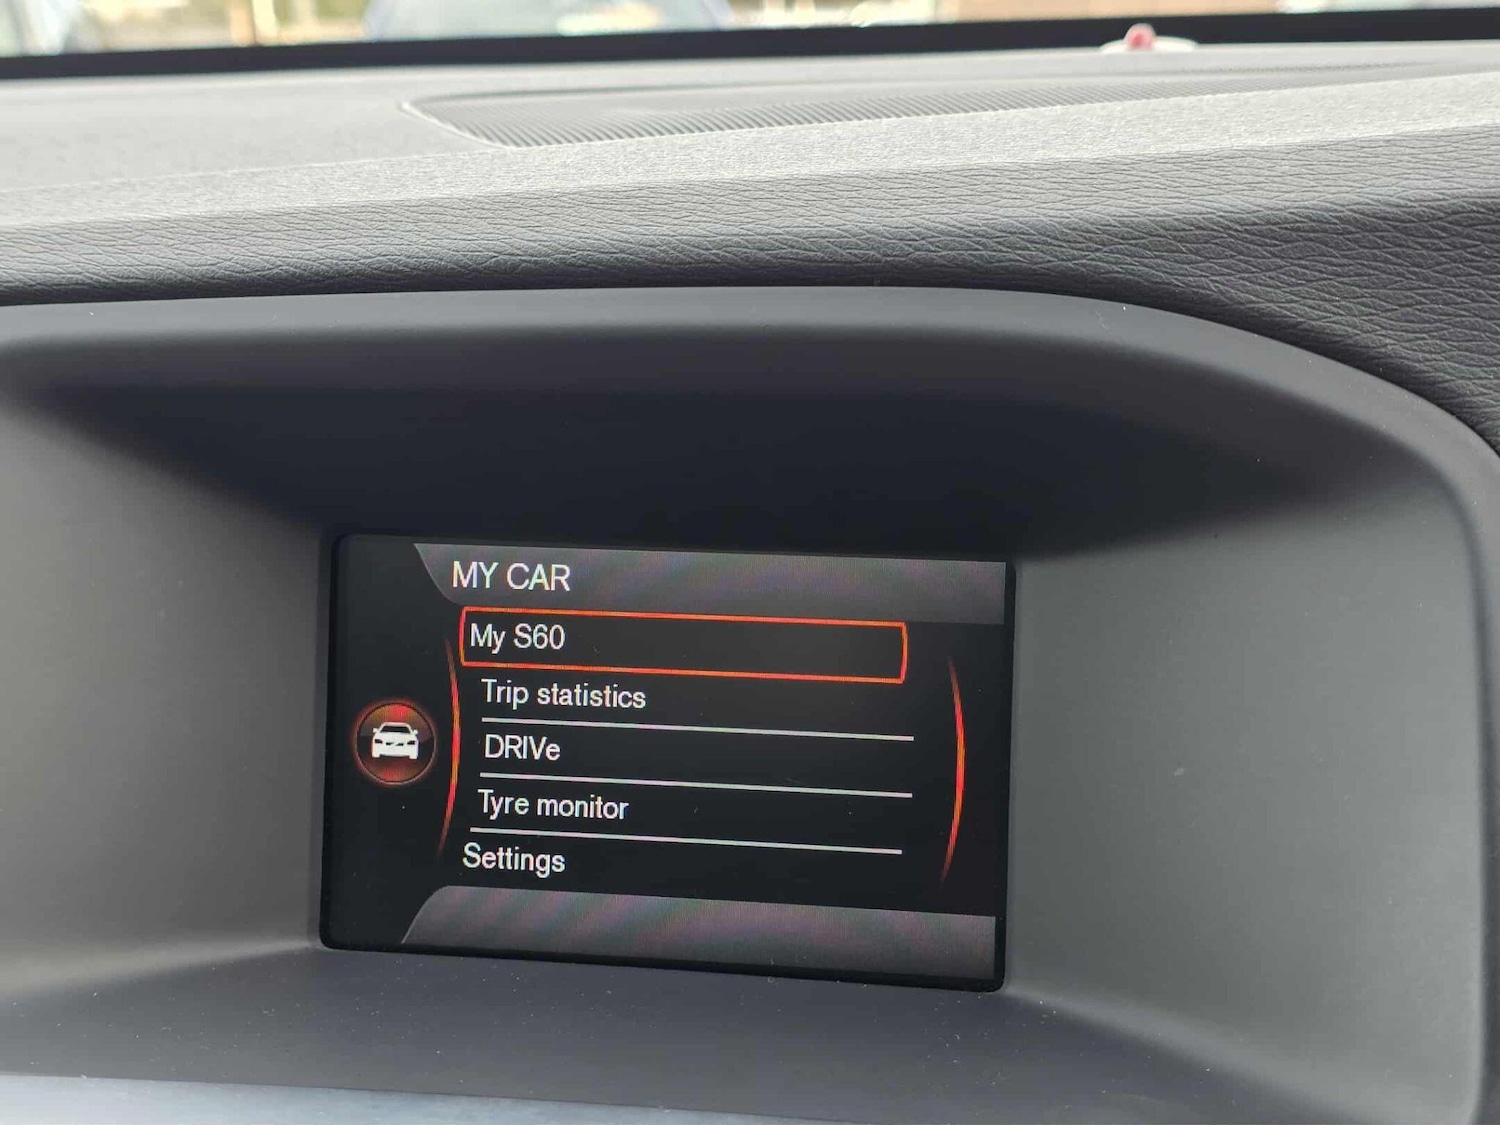 MY CAR
My S60
Trip statistics
DRIVe
Tyre monitor
Settings